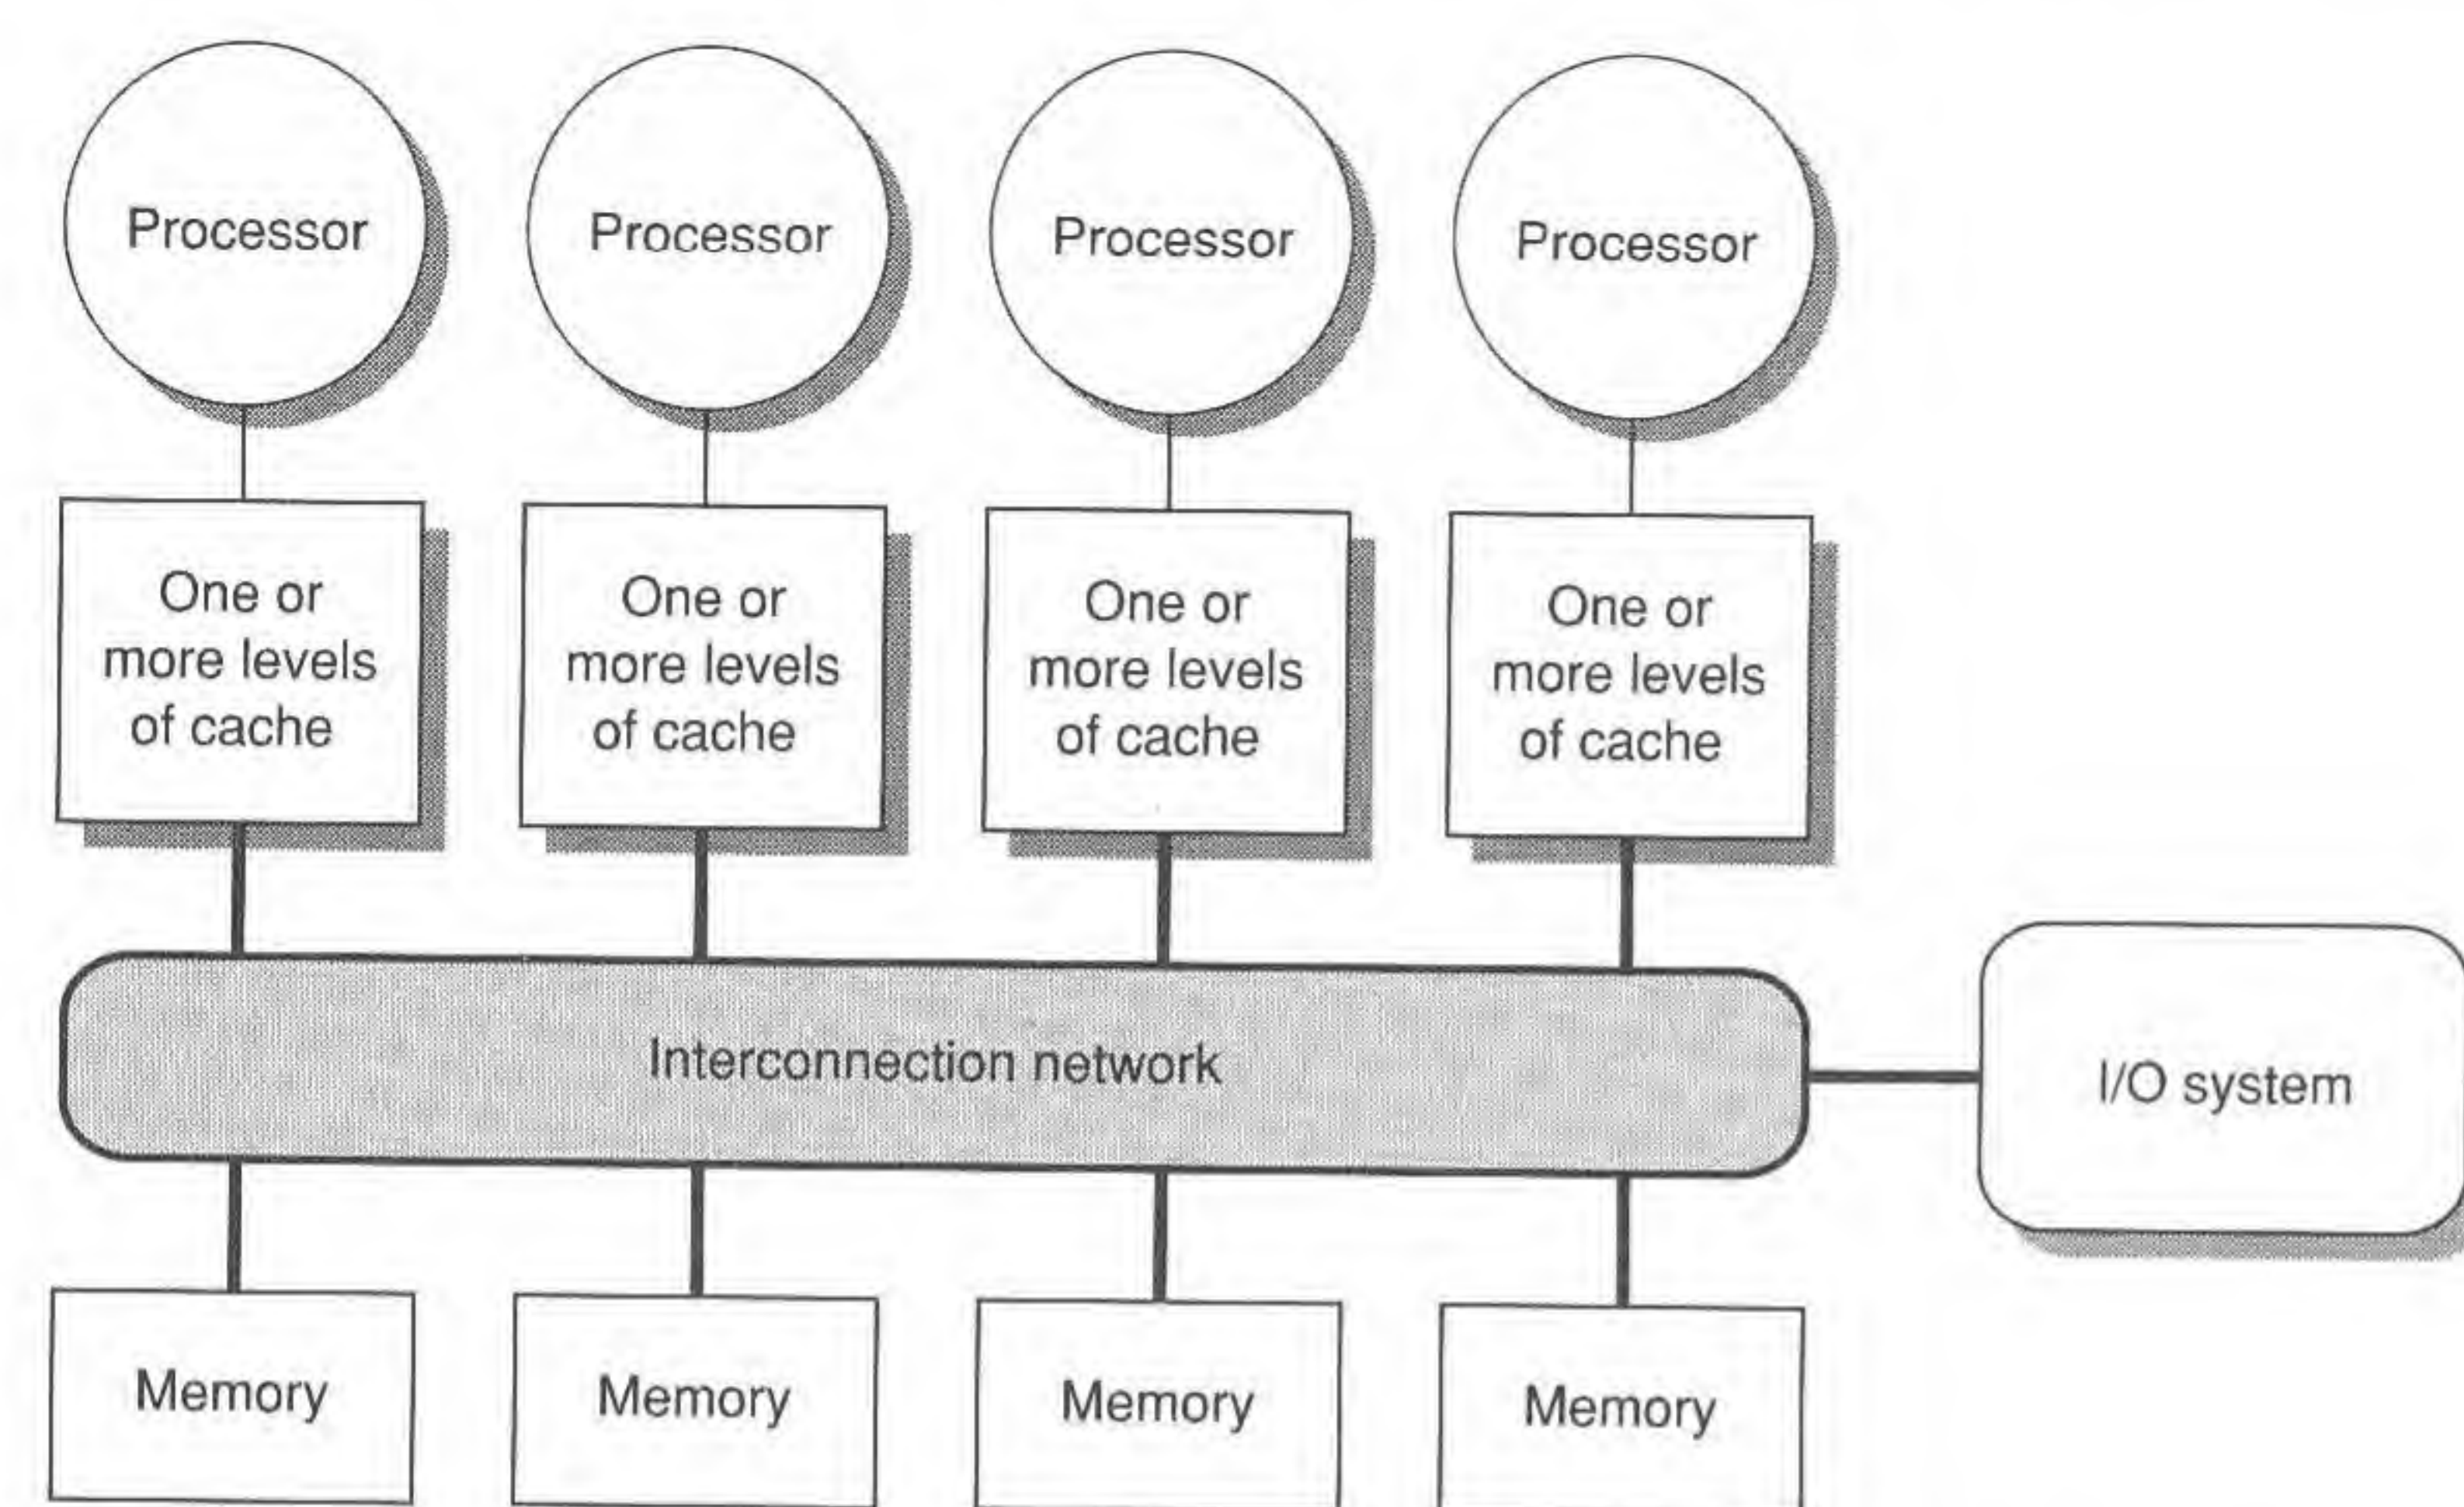 Processor
Processor
Processor
Processor
One or
more levels
of cache
One or
more levels
of cache
One or
more levels
of cache
One or
more levels
of cache
Interconnection network
I/O system
Memory
Memory
Memory
Memory